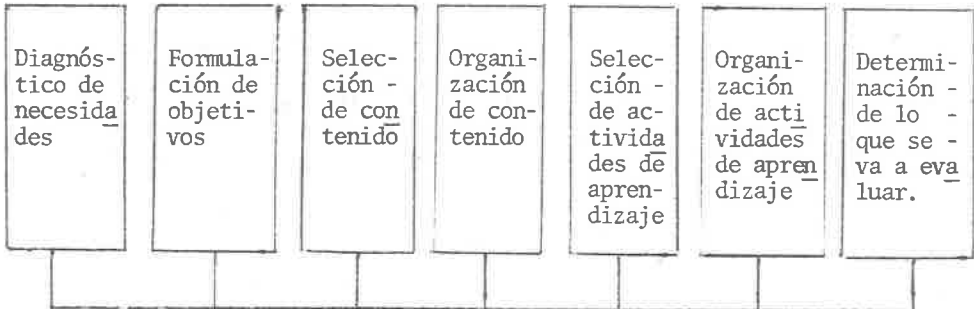 Diagnós-
tico de
necesida
des
Formula-
ción de
objeti-
vos
Selec-
ción -
de con
tenido
Organi-
zación
de con-
tenido
Selec-
ción -
de ac-
tivida
des de
apren-
dizaje
Organi-
zación
de acti
vidades
de apren
dizaje
Determi-
nación -
de lo -
que se -
va a eva
luar.